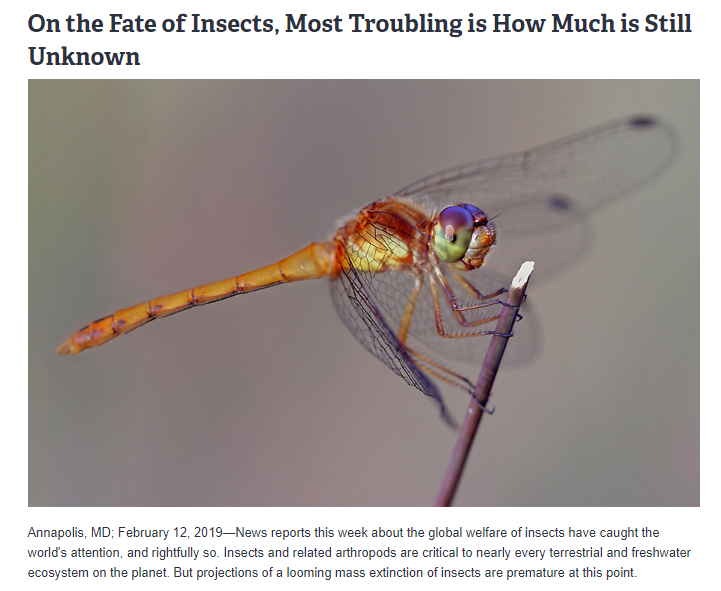 On the Fate of Insects, Most Troubling is How Much is Still
Unknown
Annapolis, MD; February 12, 2019—News reports this week about the global welfare of insects have caught the
world's attention, and rightfully so. Insects and related arthropods are critical to nearly every terrestrial and freshwater
ecosystem on the planet. But projections of a looming mass extinction of insects are premature at this point.